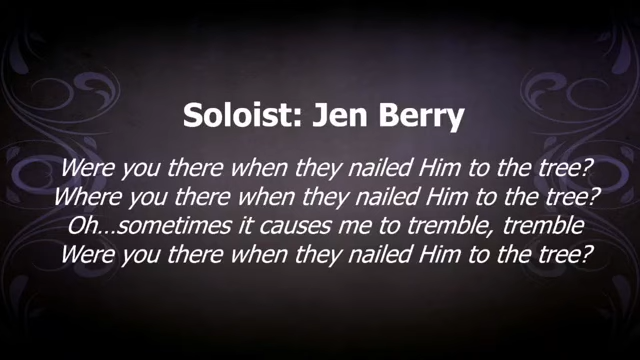 Soloist: Jen Berry
Were you there when they nailed Him to the tree?
Where you there when they nailed Him to the tree?
Oh...sometimes it causes me to tremble, tremble
Were you there when they nailed Him to the tree?